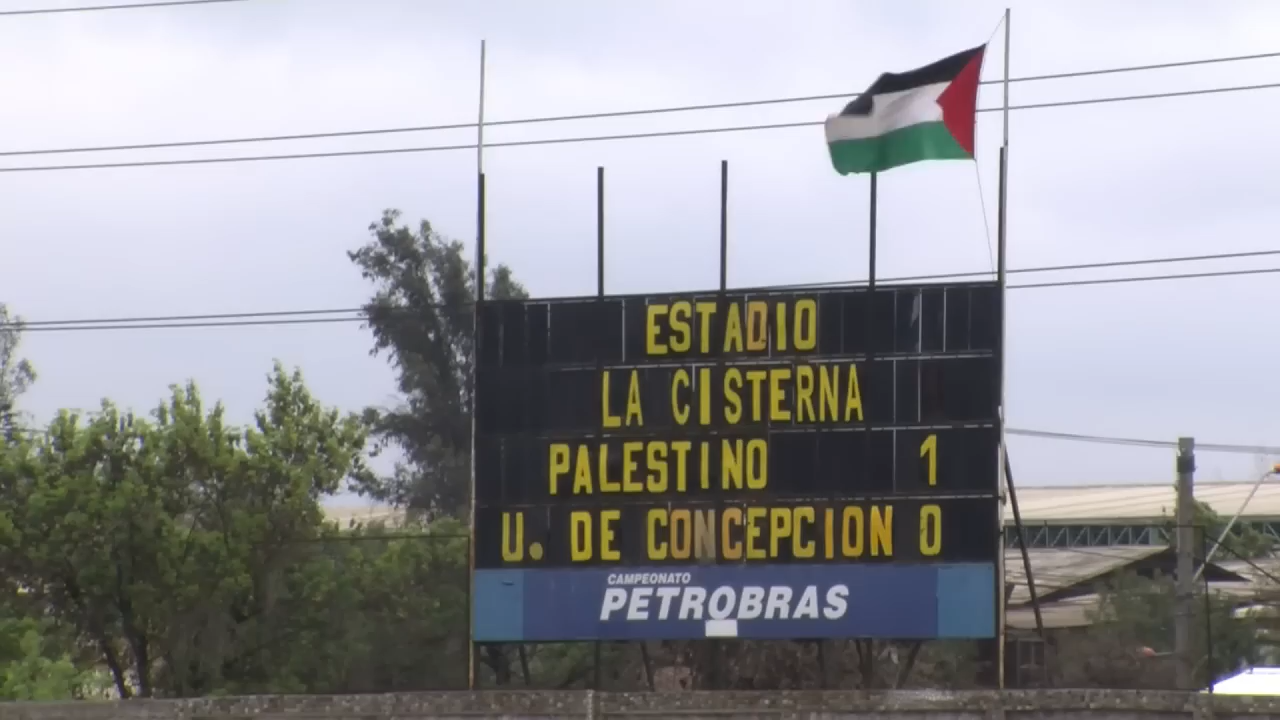 ESTADIO
LA CISTERNA
PALESTINO 1
U. DE CONCEPCION 0
CAMPEONATO
PETROBRAS